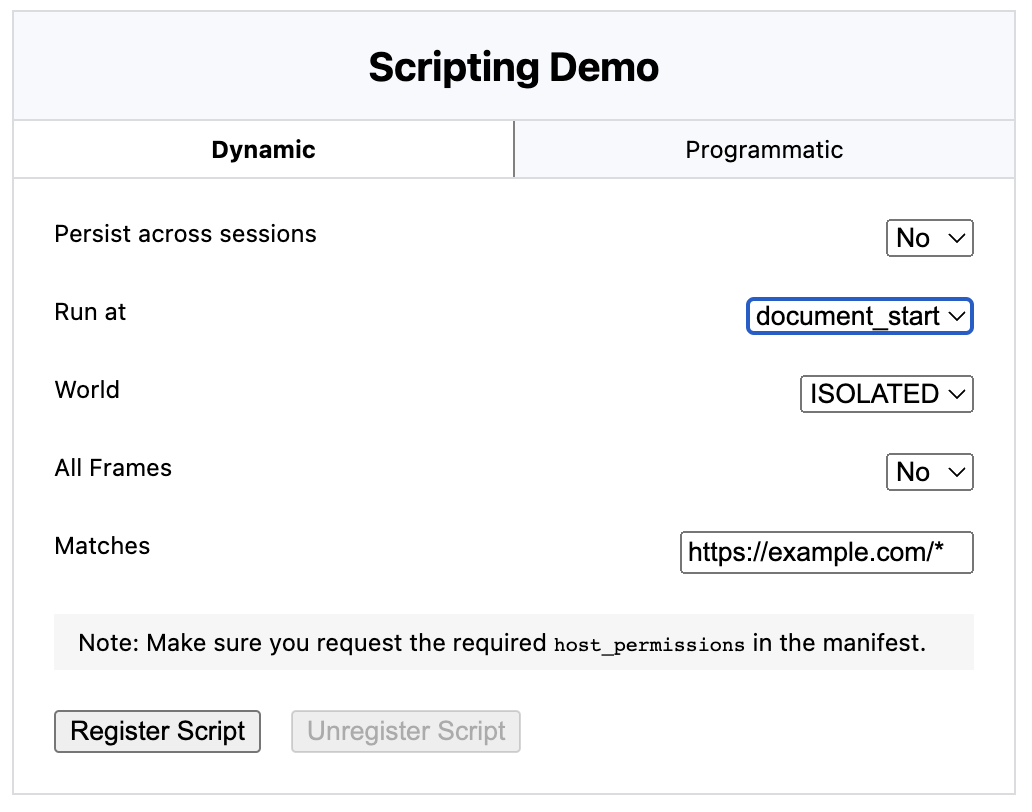 Scripting Demo
Dynamic
Programmatic
Persist across sessions
No
Run at
document_start
World
ISOLATED
All Frames
No
Matches
https://example.com/*
Note: Make sure you request the required host_permissions in the manifest.
Register Script
Unregister Script